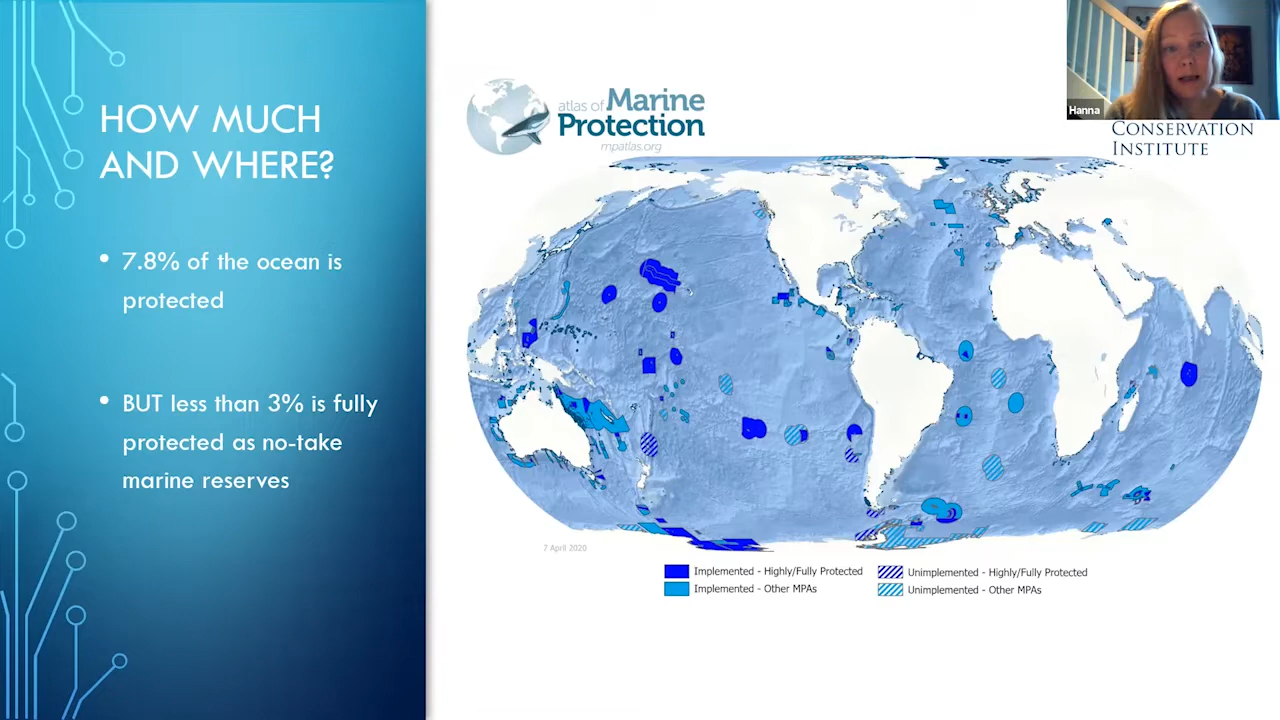 HOW MUCH
AND WHERE?
• 7.8% of the ocean is
protected
• BUT less than 3% is fully
protected as no-take
marine reserves
atlas of Marine
Protection
mpatlas.org
Hanna
CONSERVATION
INSTITUTE
7 April 2020
Implemented - Highly/Fully Protected
Implemented - Other MPAs
Unimplemented - Highly/Fully Protected
Unimplemented - Other MPAs